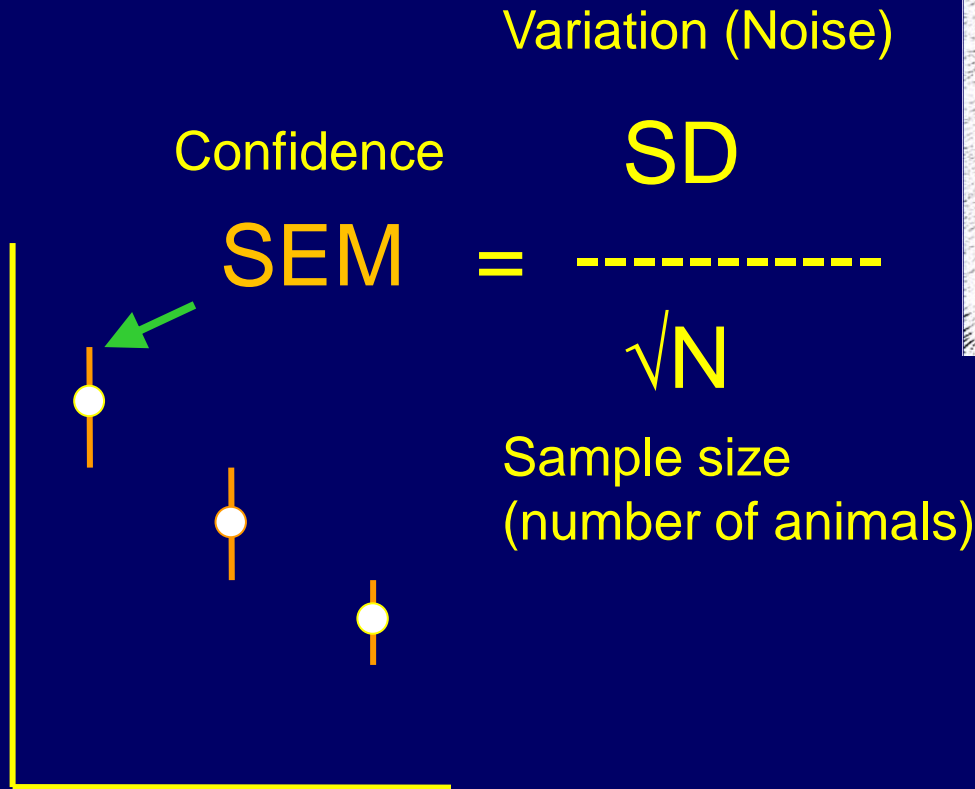 Variation (Noise)
Confidence
SD
SEM = -----------
√N
Sample size
(number of animals)